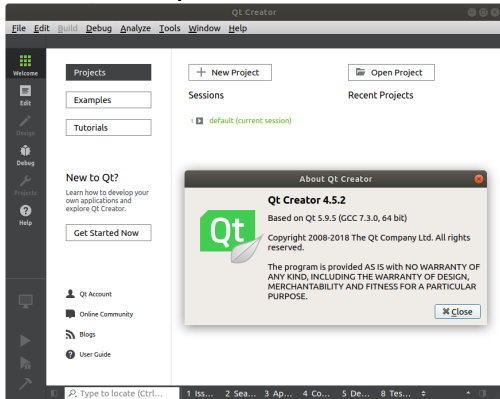 Qt Creator
File Edit Build Debug Analyze Tools Window Help
Welcome
Edit
Design
Debug
Projects
Help
Projects
Examples
Tutorials
New to Qt?
Learn how to develop your
own applications and
explore Qt Creator.
Get Started Now
Qt Account
Online Community
Blogs
User Guide
New Project
Open Project
Sessions
Recent Projects
1 default (current session)
About Qt Creator
Qt
Qt Creator 4.5.2
Based on Qt 5.9.5 (GCC 7.3.0, 64 bit)
Copyright 2008-2018 The Qt Company Ltd. All rights
reserved.
The program is provided AS IS with NO WARRANTY OF
ANY KIND, INCLUDING THE WARRANTY OF DESIGN,
MERCHANTABILITY AND FITNESS FOR A PARTICULAR
PURPOSE.
Close
Type to locate (Ctrl... 1 Iss... 2 Sea... 3 Ap... 4 Co... 5 De... 8 Tes...